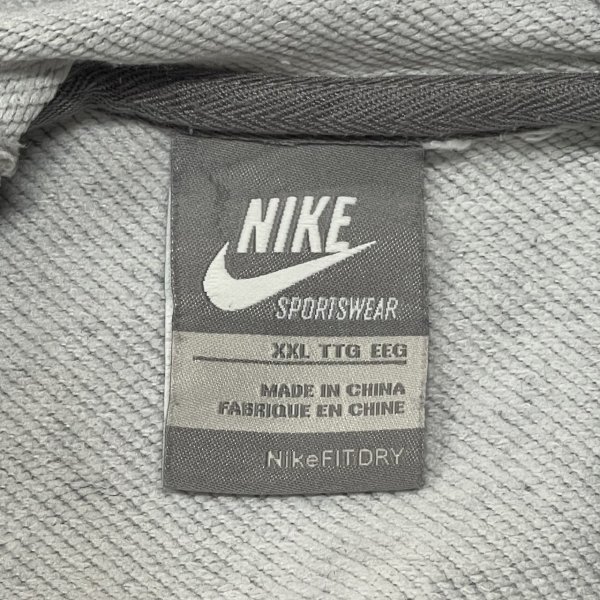 NIKE
SPORTSWEAR
XXL TTG EEG
MADE IN CHINA
FABRIQUE EN CHINE
NikeFITDRY